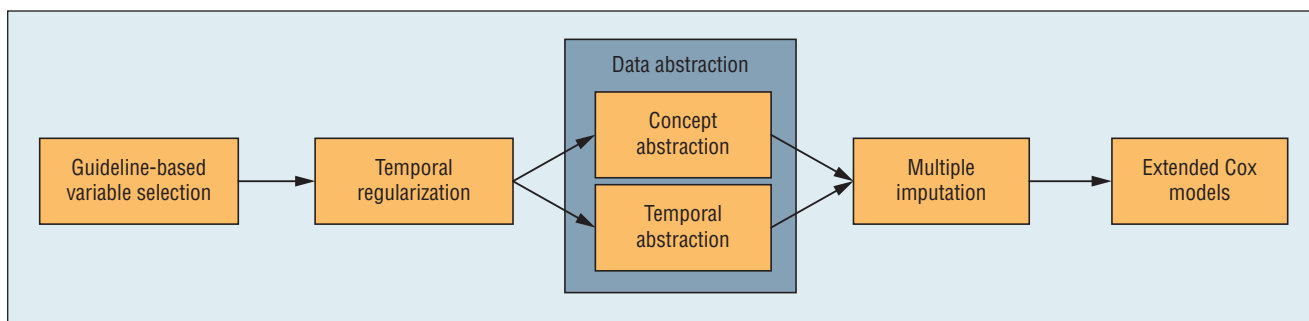 Guideline-based
variable selection
Temporal
regularization
Data abstraction
Concept
abstraction
Temporal
abstraction
Multiple
imputation
Extended Cox
models